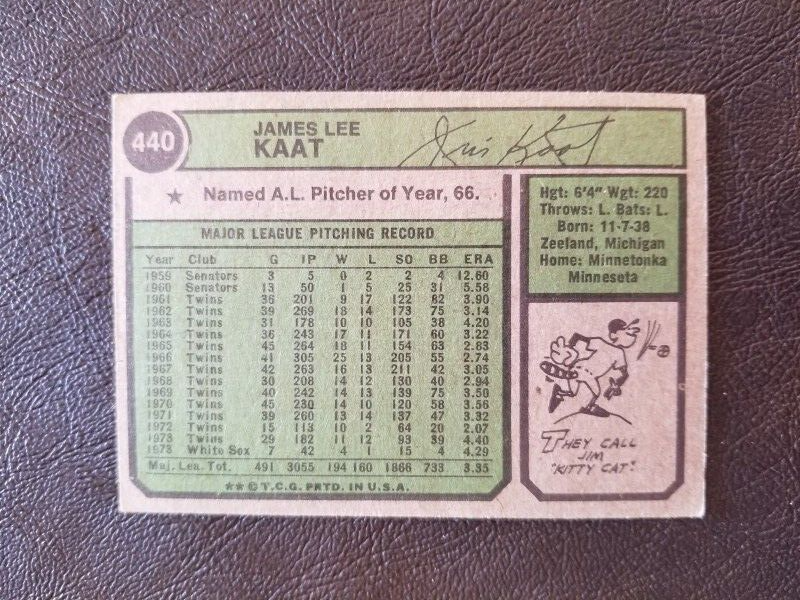 440
JAMES LEE
KAAT
Jim Kaat
★ Named A.L. Pitcher of Year, 66.
MAJOR LEAGUE PITCHING RECORD
Year Club G IP W L SO BB ERA
1959 Senators 3 5 0 2 2 4 12.60
1960 Senators 13 50 1 5 25 31 5.58
1961 Twins 36 201 9 17 122 82 3.90
1962 Twins 39 269 18 14 173 75 3.14
1963 Twins 31 178 10 10 105 38 4.20
1964 Twins 36 243 17 11 171 60 3.22
1965 Twins 45 264 18 11 154 63 2.83
1966 Twins 41 305 25 13 205 55 2.74
1967 Twins 42 263 16 13 211 42 3.05
1968 Twins 30 208 14 12 130 40 2.94
1969 Twins 40 242 14 13 139 75 3.50
1970 Twins 45 230 14 10 120 58 3.56
1971 Twins 39 260 13 14 137 47 3.32
1972 Twins 15 113 10 2 64 20 2.07
1973 Twins 29 182 11 12 93 39 4.40
1973 White Sox 7 42 4 1 15 4 4.29
Maj. Lea. Tot. 491 3055 194 160 1866 733 3.35
** © T.C.G. PRTD. IN U.S.A.
Hgt: 6'4" Wgt: 220
Throws: L. Bats: L.
Born: 11-7-38
Zeeland, Michigan
Home: Minnetonka
Minnesota
THEY CALL
JIM
"KITTY CAT."